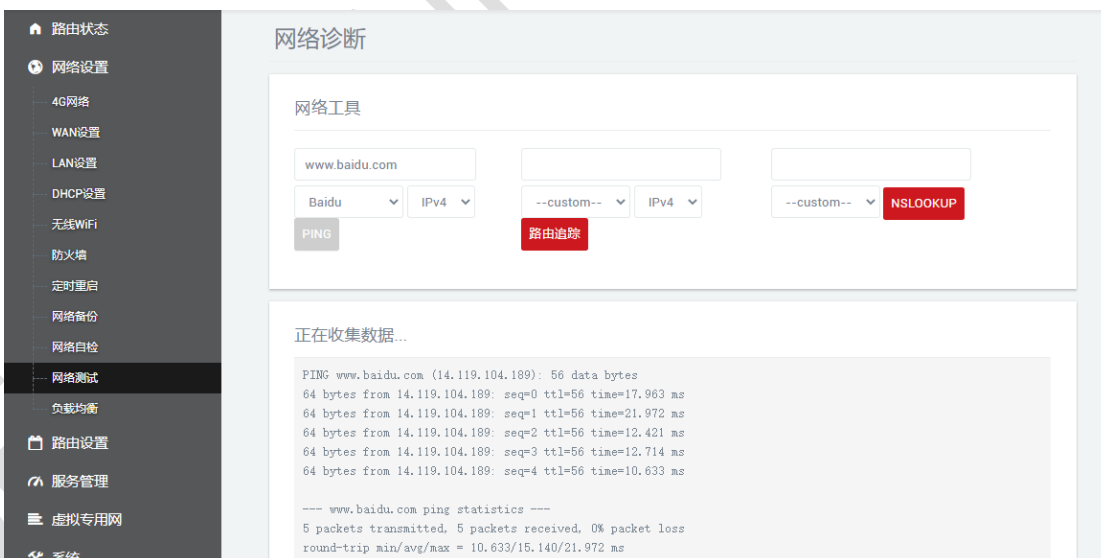 路由状态
网络设置
4G网络
WAN设置
LAN设置
DHCP设置
无线WiFi
防火墙
定时重启
网络备份
网络自检
网络测试
负载均衡
路由设置
服务管理
虚拟专用网
系统
网络诊断
网络工具
www.baidu.com
Baidu IPv4 --custom-- IPv4 --custom-- NSLOOKUP
PING 路由追踪
正在收集数据...
PING www.baidu.com (14.119.104.189): 56 data bytes
64 bytes from 14.119.104.189: seq=0 ttl=56 time=17.963 ms
64 bytes from 14.119.104.189: seq=1 ttl=56 time=21.972 ms
64 bytes from 14.119.104.189: seq=2 ttl=56 time=12.421 ms
64 bytes from 14.119.104.189: seq=3 ttl=56 time=12.714 ms
64 bytes from 14.119.104.189: seq=4 ttl=56 time=10.633 ms
--- www.baidu.com ping statistics ---
5 packets transmitted, 5 packets received, 0% packet loss
round-trip min/avg/max = 10.633/15.140/21.972 ms